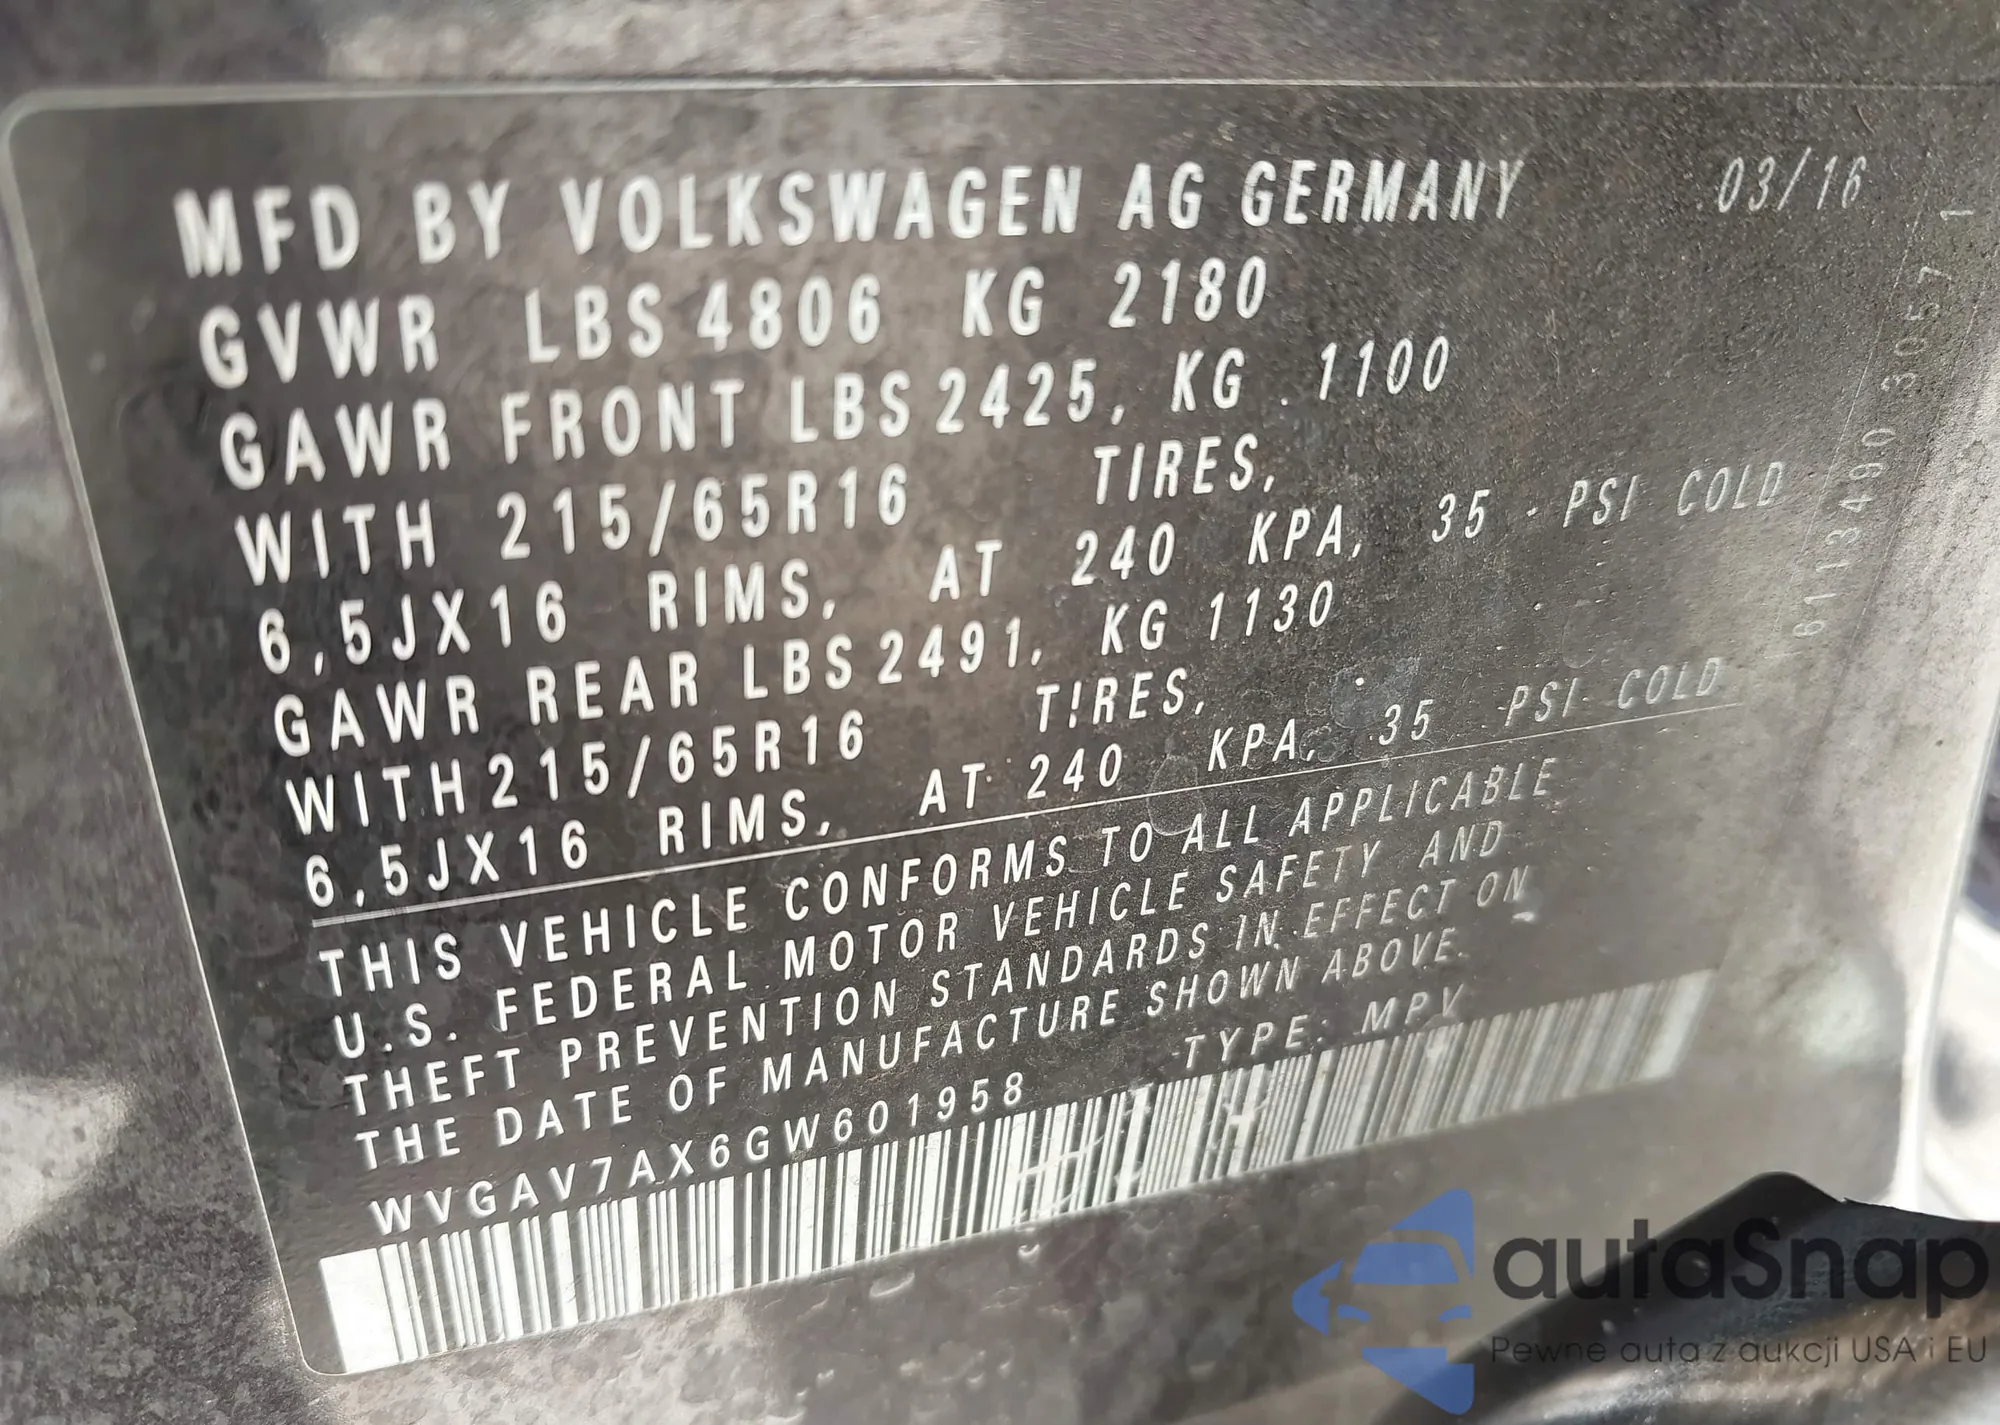 MFD BY VOLKSWAGEN AG GERMANY 03/16
GVWR LBS 4806 KG 2180
GAWR FRONT LBS 2425, KG 1100
WITH 215/65R16 TIRES,
6,5JX16 RIMS, AT 240 KPA, 35 PSI COLD
GAWR REAR LBS 2491, KG 1130
WITH 215/65R16 TIRES,
6,5JX16 RIMS, AT 240 KPA, 35 PSI COLD
THIS VEHICLE CONFORMS TO ALL APPLICABLE
U.S. FEDERAL MOTOR VEHICLE SAFETY AND
THEFT PREVENTION STANDARDS IN EFFECT ON
THE DATE OF MANUFACTURE SHOWN ABOVE.
WVGAV7AX6GW601958 TYPE: MPV
autaSnap
Pewne auta z aukcji USA i EU